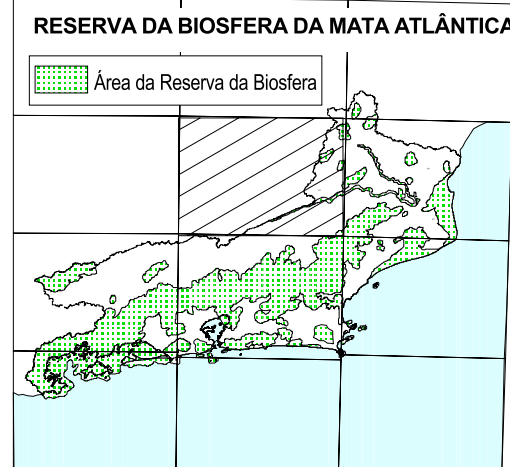 RESERVA DA BIOSFERA DA MATA ATLÂNTICA
Área da Reserva da Biosfera